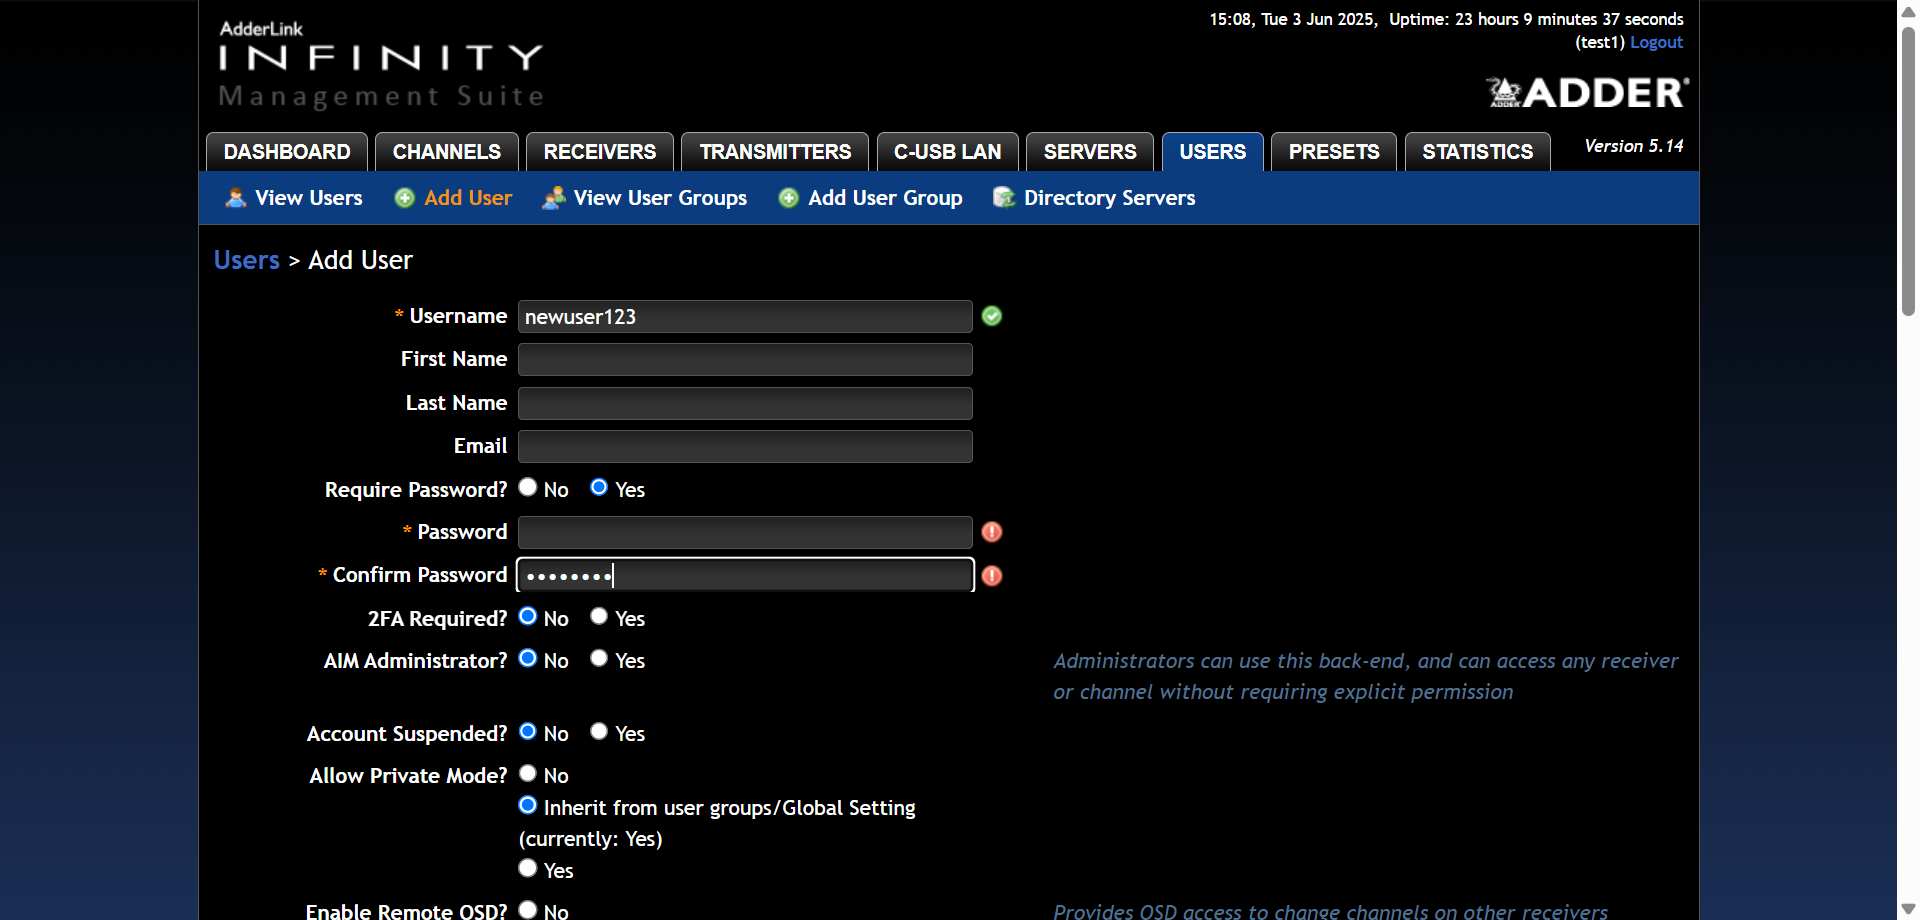 AdderLink
INFINITY
Management Suite
15:08, Tue 3 Jun 2025, Uptime: 23 hours 9 minutes 37 seconds
(test1) Logout
ADDER
ADDER
DASHBOARD
CHANNELS
RECEIVERS
TRANSMITTERS
C-USB LAN
SERVERS
USERS
PRESETS
STATISTICS
Version 5.14
View Users
Add User
View User Groups
Add User Group
Directory Servers
Users > Add User
* Username newuser123
First Name
Last Name
Email
Require Password? No Yes
* Password
* Confirm Password ••••••••
2FA Required? No Yes
AIM Administrator? No Yes
Administrators can use this back-end, and can access any receiver
or channel without requiring explicit permission
Account Suspended? No Yes
Allow Private Mode? No
Inherit from user groups/Global Setting
(currently: Yes)
Yes
Enable Remote OSD? No
Provides OSD access to change channels on other receivers